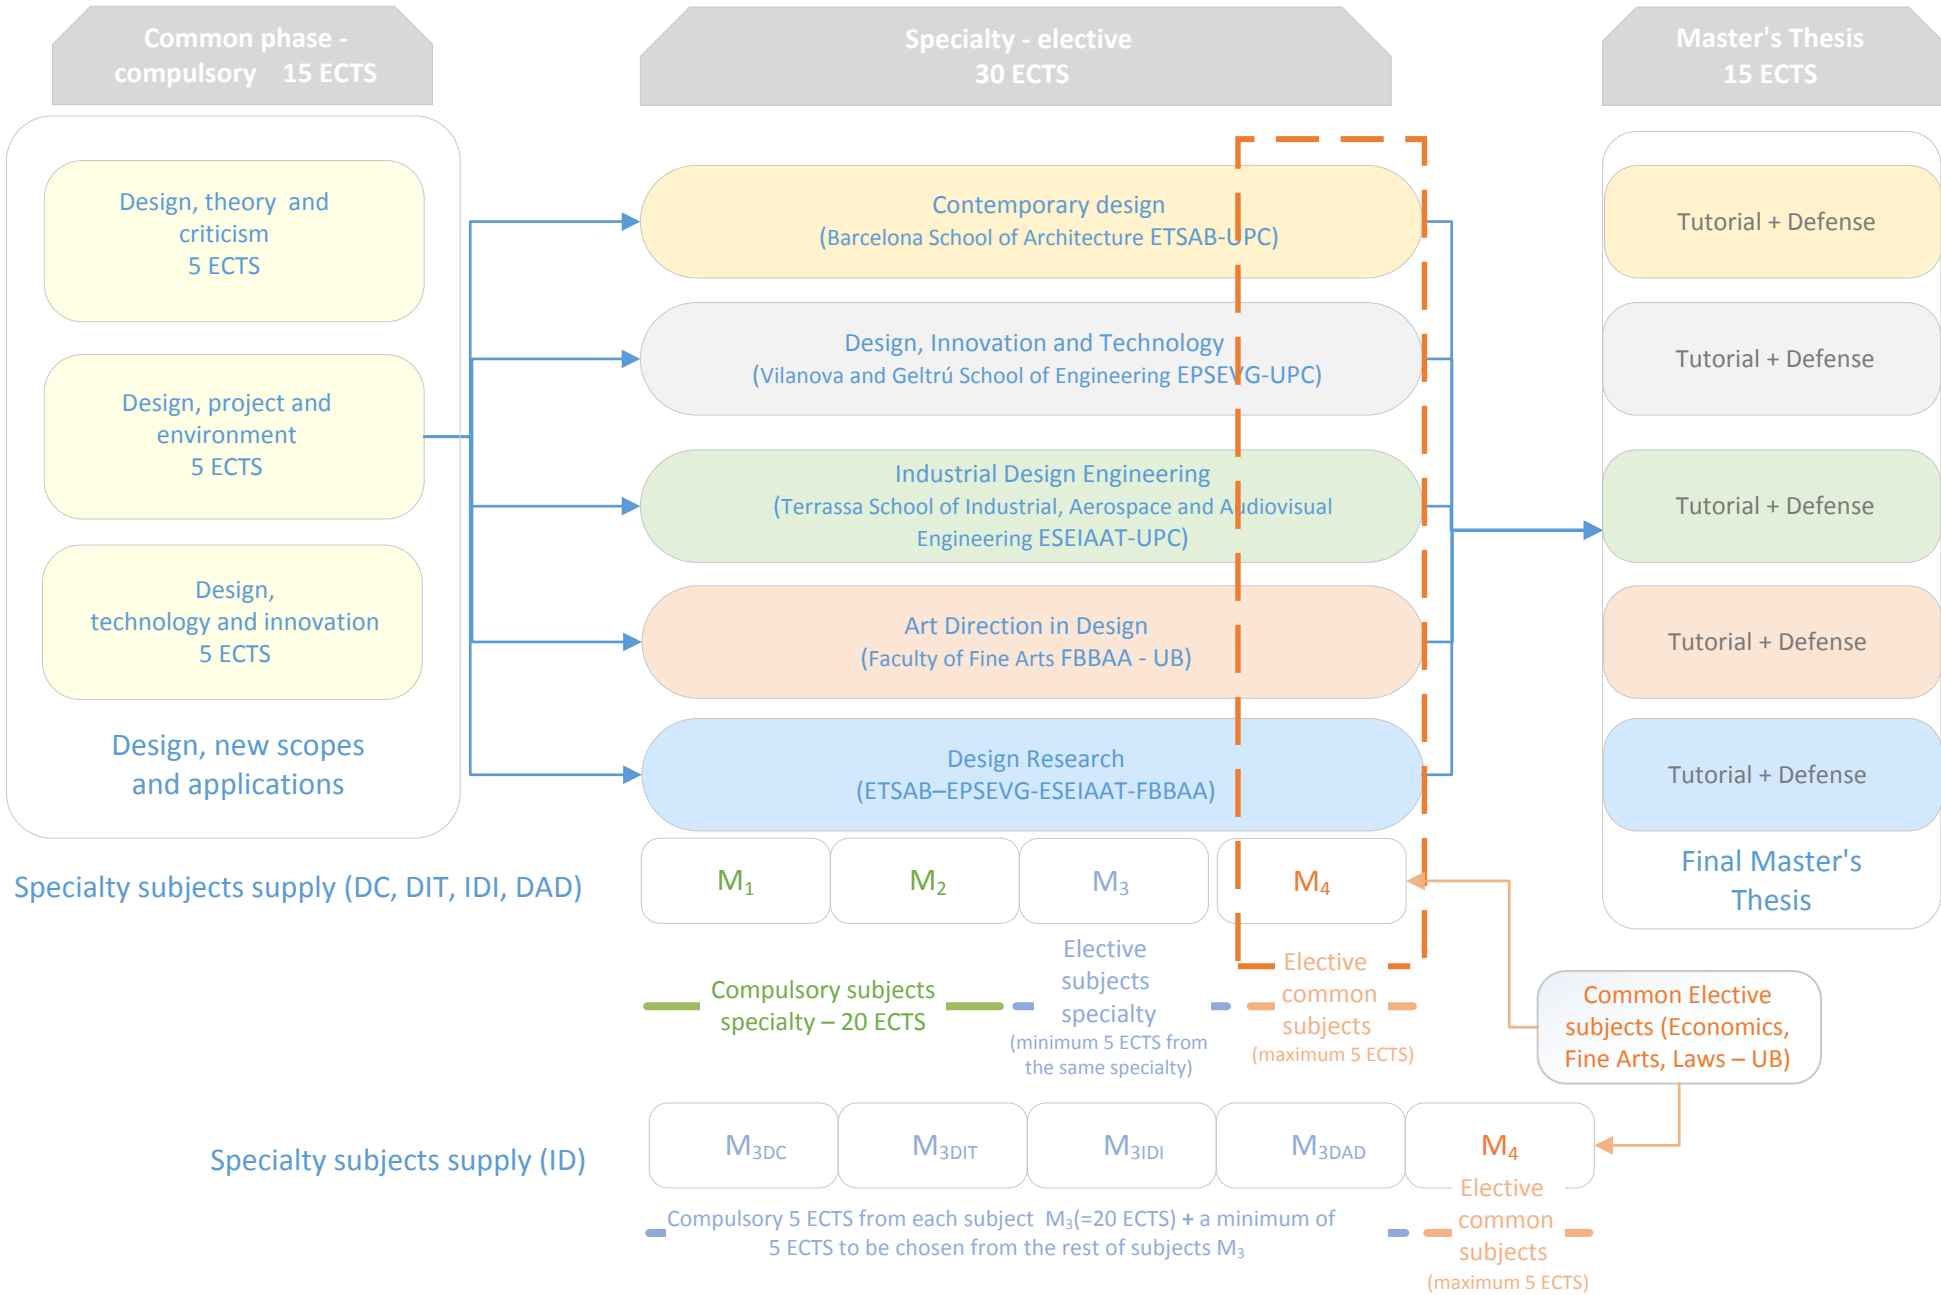 Common phase -
compulsory 15 ECTS
Specialty - elective
30 ECTS
Master's Thesis
15 ECTS
Design, theory and
criticism
5 ECTS
Design, project and
environment
5 ECTS
Design,
technology and innovation
5 ECTS
Design, new scopes
and applications
Contemporary design
(Barcelona School of Architecture ETSAB-UPC)
Design, Innovation and Technology
(Vilanova and Geltrú School of Engineering EPSEVG-UPC)
Industrial Design Engineering
(Terrassa School of Industrial, Aerospace and Audiovisual
Engineering ESEIAAT-UPC)
Art Direction in Design
(Faculty of Fine Arts FBBAA - UB)
Design Research
(ETSAB–EPSEVG-ESEIAAT-FBBAA)
Tutorial + Defense
Tutorial + Defense
Tutorial + Defense
Tutorial + Defense
Tutorial + Defense
Final Master's
Thesis
Specialty subjects supply (DC, DIT, IDI, DAD)
M1
M2
M3
M4
Compulsory subjects
specialty – 20 ECTS
Elective
subjects
specialty
(minimum 5 ECTS from
the same specialty)
Elective
common
subjects
(maximum 5 ECTS)
Common Elective
subjects (Economics,
Fine Arts, Laws – UB)
Specialty subjects supply (ID)
M3DC
M3DIT
M3IDI
M3DAD
M4
Compulsory 5 ECTS from each subject M3(=20 ECTS) + a minimum of
5 ECTS to be chosen from the rest of subjects M3
Elective
common
subjects
(maximum 5 ECTS)